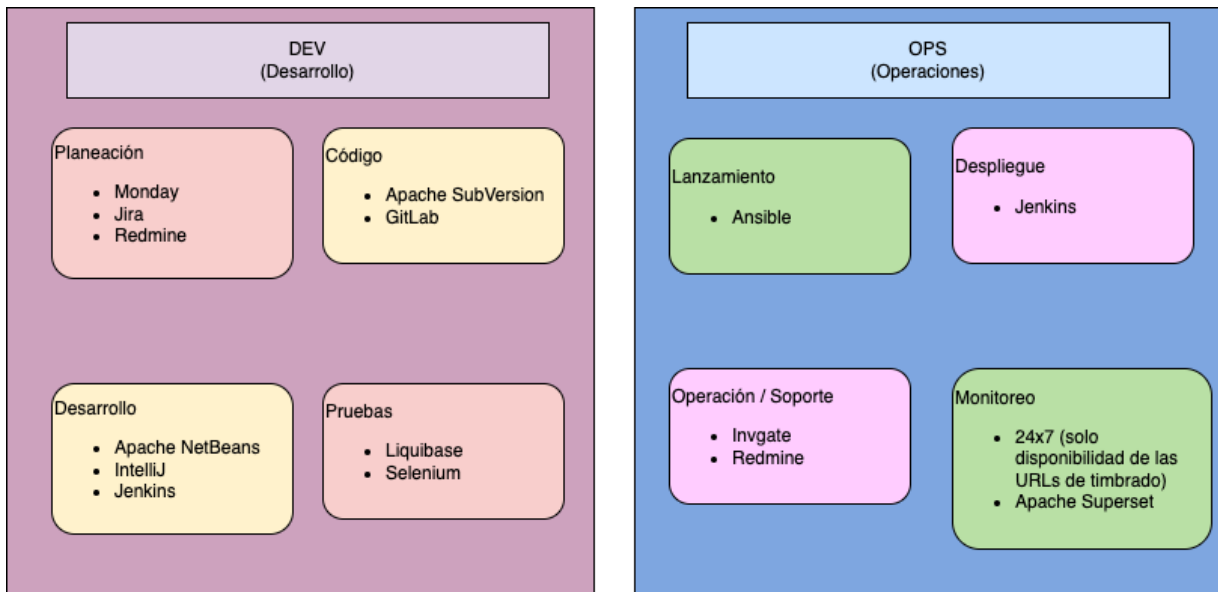 DEV
(Desarrollo)
Planeación
• Monday
• Jira
• Redmine
Código
• Apache SubVersion
• GitLab
Desarrollo
• Apache NetBeans
• IntelliJ
• Jenkins
Pruebas
• Liquibase
• Selenium
OPS
(Operaciones)
Lanzamiento
• Ansible
Despliegue
• Jenkins
Operación / Soporte
• Invgate
• Redmine
Monitoreo
• 24x7 (solo
disponibilidad de las
URLs de timbrado)
• Apache Superset